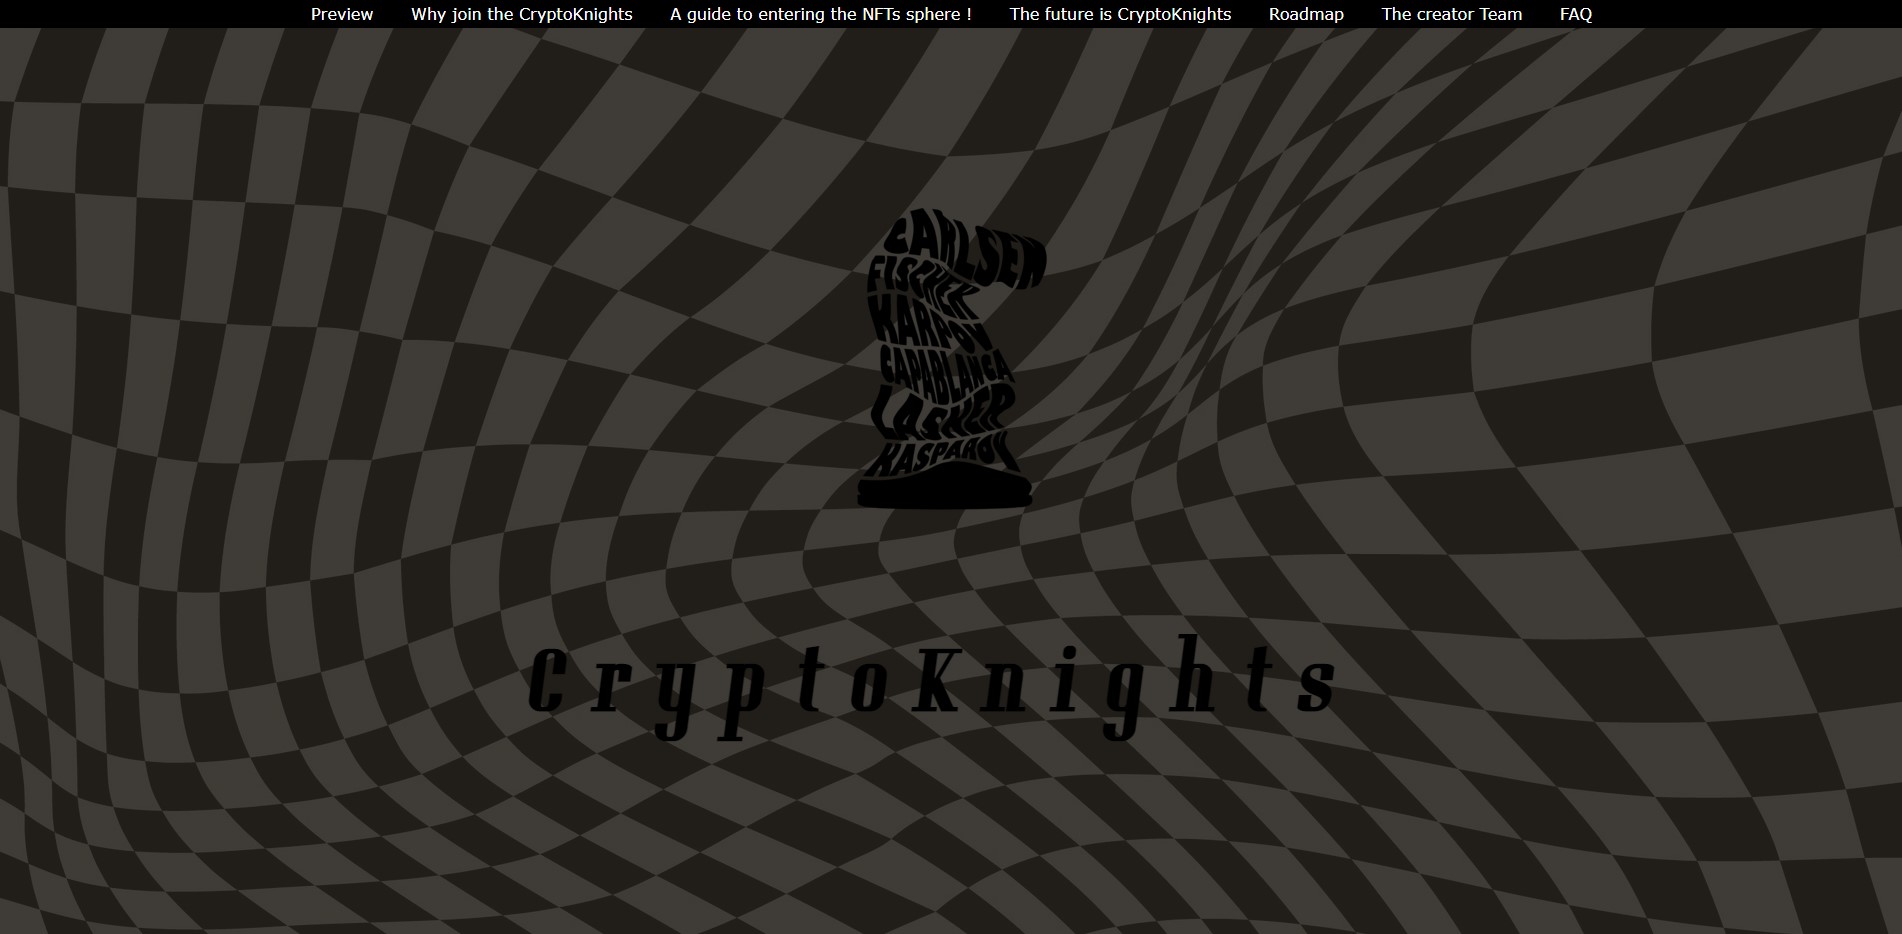 Preview Why join the CryptoKnights A guide to entering the NFTs sphere ! The future is CryptoKnights Roadmap The creator Team FAQ
CARLSEN
FISCHER
KARPOV
CAPABLANCA
LASKER
KASPAROV
CryptoKnights